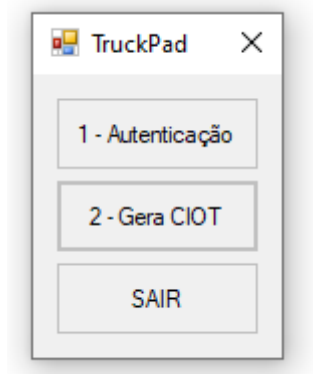 TruckPad
1 - Autenticação
2 - Gera CIOT
SAIR